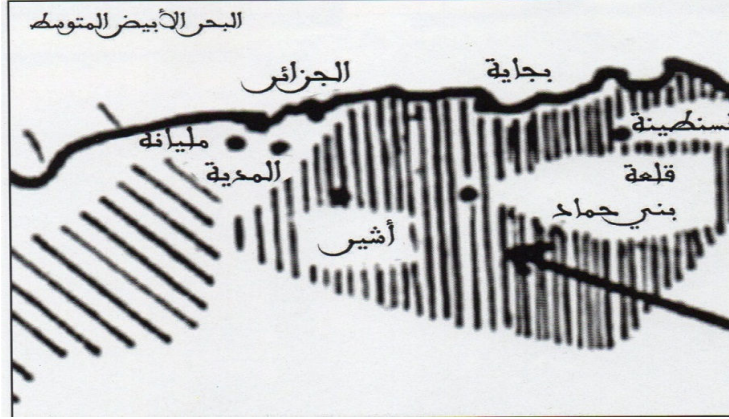 البحر الأبيض المتوسط
بجاية
الجزائر
قسنطينة
مليانة
المدية
قلعة
بني حماد
أشير